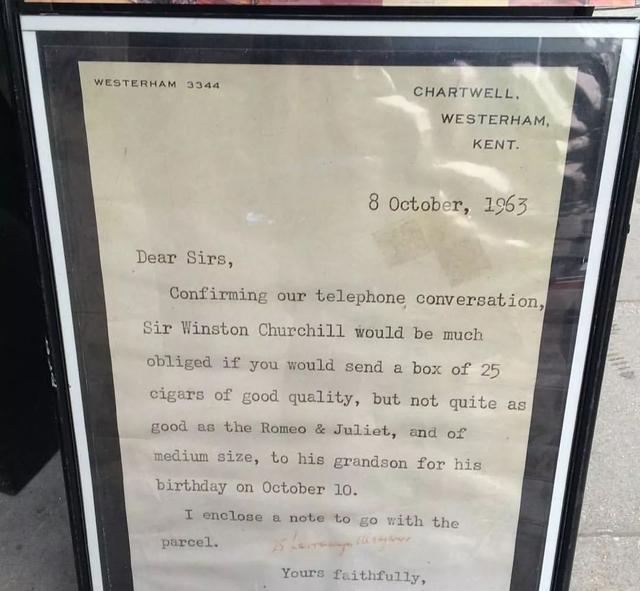 WESTERHAM 3344
CHARTWELL,
WESTERHAM,
KENT.
8 October, 1963
Dear Sirs,
Confirming our telephone conversation,
Sir Winston Churchill would be much
obliged if you would send a box of 25
cigars of good quality, but not quite as
good as the Romeo & Juliet, and of
medium size, to his grandson for his
birthday on October 10.
I enclose a note to go with the
parcel.
Yours faithfully,